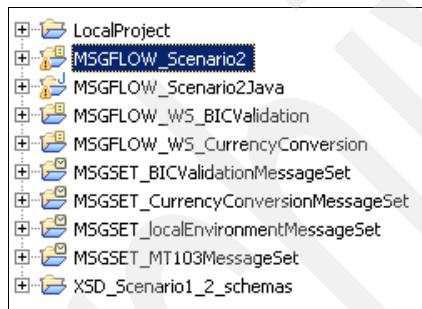 LocalProject
MSGFLOW_Scenario2
MSGFLOW_Scenario2Java
MSGFLOW_WS_BICValidation
MSGFLOW_WS_CurrencyConversion
MSGSET_BICValidationMessageSet
MSGSET_CurrencyConversionMessageSet
MSGSET_localEnvironmentMessageSet
MSGSET_MT103MessageSet
XSD_Scenario1_2_schemas